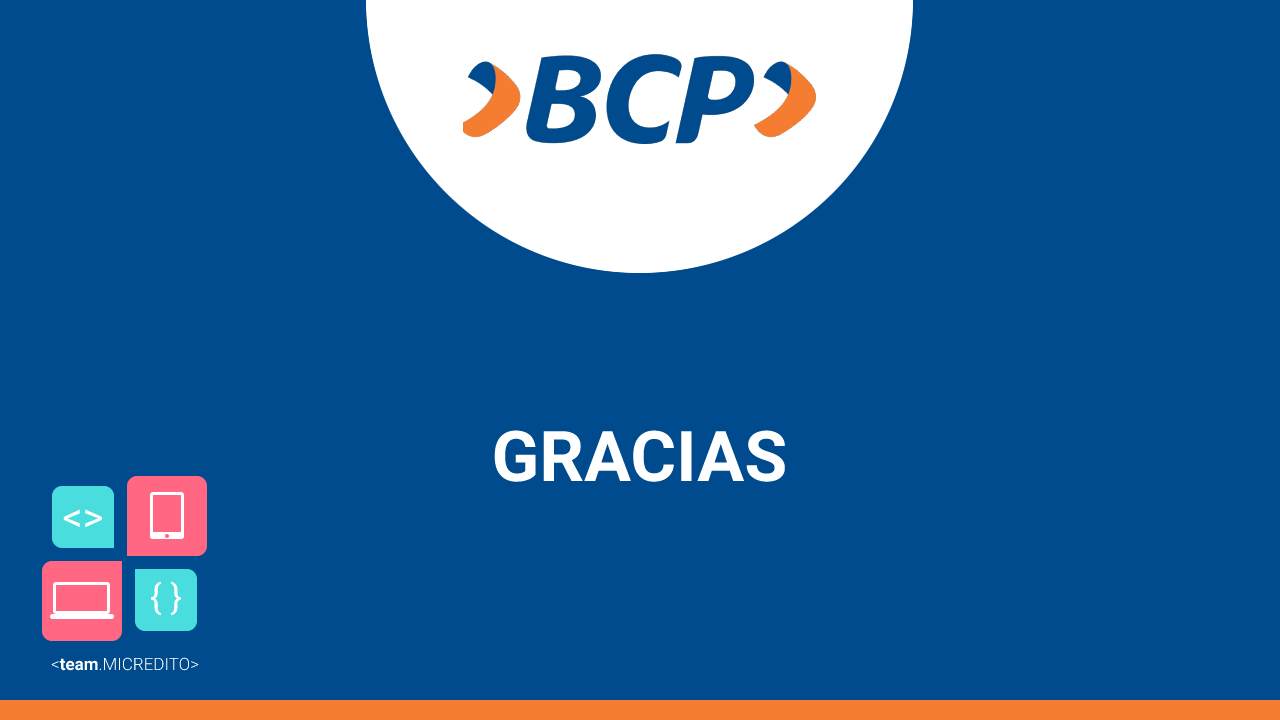 BCP
GRACIAS
< >
{ }
<team.MICREDITO>